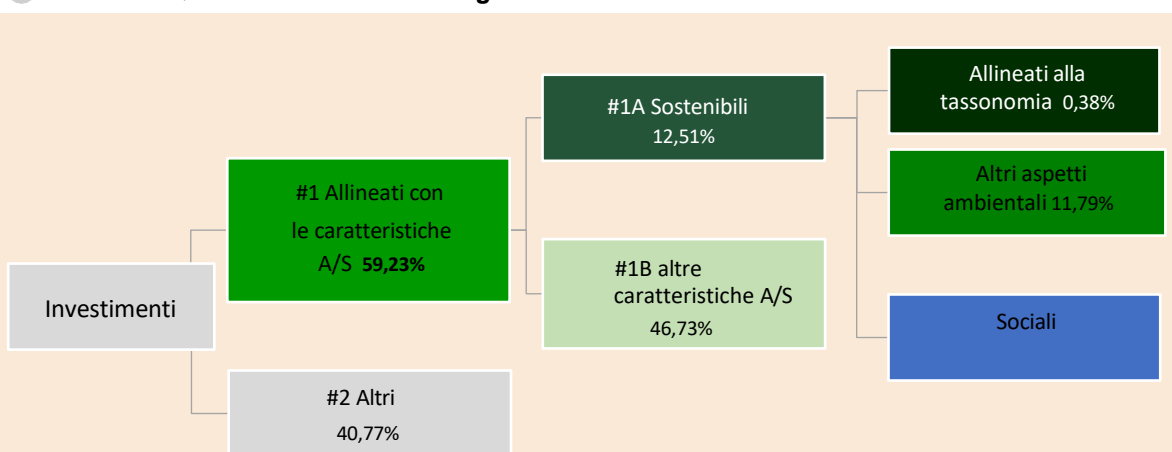 Investimenti
#1 Allineati con
le caratteristiche
A/S 59,23%
#2 Altri
40,77%
#1A Sostenibili
12,51%
#1B altre
caratteristiche A/S
46,73%
Allineati alla
tassonomia 0,38%
Altri aspetti
ambientali 11,79%
Sociali